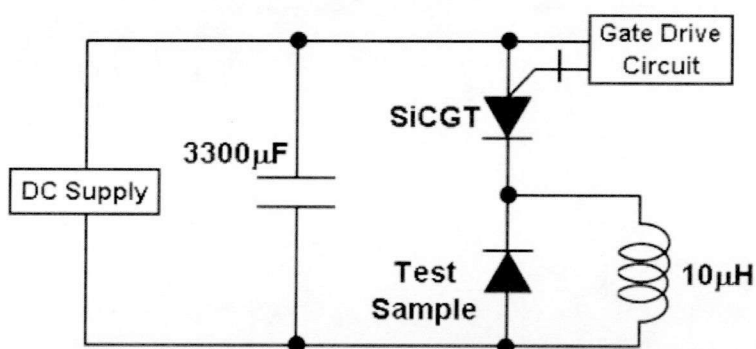 Gate Drive
Circuit
SiCGT
3300μF
DC Supply
Test
Sample
10μH